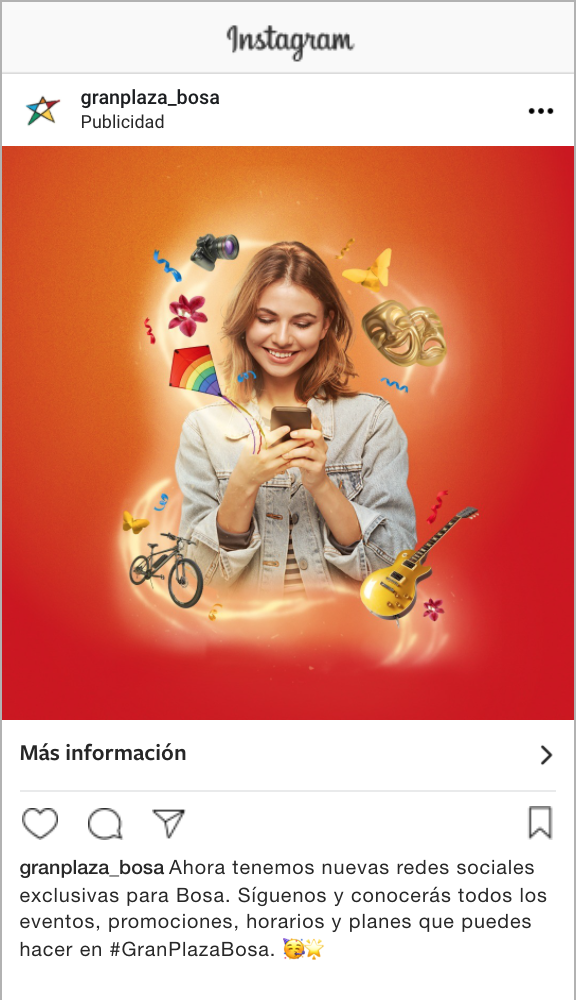 Instagram
granplaza_bosa
Publicidad
Más información
granplaza_bosa Ahora tenemos nuevas redes sociales
exclusivas para Bosa. Síguenos y conocerás todos los
eventos, promociones, horarios y planes que puedes
hacer en #GranPlazaBosa. 🥳🌟